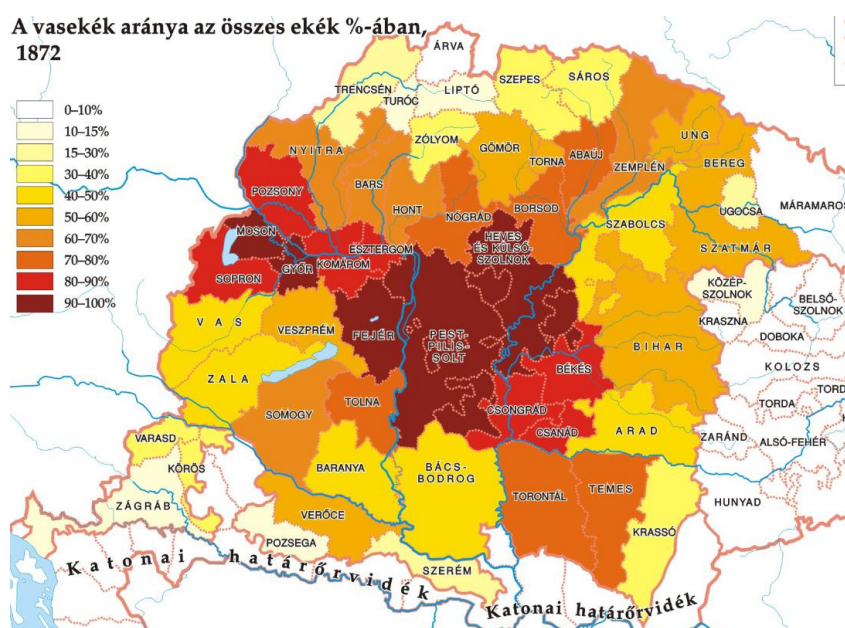 A vasekék aránya az összes ekék %-ában,
1872
0–10%
10–15%
15–30%
30–40%
40–50%
50–60%
60–70%
70–80%
80–90%
90–100%
ÁRVA
TRENCSÉN
TURÓC
LIPTÓ
SZEPES
SÁROS
NYITRA
ZÓLYOM
GÖMÖR
TORNA
ABAÚJ
ZEMPLÉN
UNG
BEREG
BARS
POZSONY
HONT
NÓGRÁD
BORSOD
UGOCSA
MÁRAMAROS
SZABOLCS
SZATMÁR
MOSON
GYŐR
KOMÁROM
ESZTERGOM
HEVES
ÉS KÜLSŐ-
SZOLNOK
SOPRON
KÖZÉP-
SZOLNOK
BELSŐ-
SZOLNOK
KRASZNA
DOBOKA
VAS
VESZPRÉM
FEJÉR
PEST-
PILIS-
SOLT
BIHAR
KOLOZS
ZALA
BÉKÉS
SOMOGY
TOLNA
CSONGRÁD
CSANÁD
ARAD
TORDA
ZARÁND
ALSÓ-FEHÉR
VARASD
KÖRÖS
BARANYA
BÁCS-
BODROG
ZÁGRÁB
VERŐCE
TORONTÁL
TEMES
HUNYAD
POZSEGA
KRASSÓ
SZERÉM
Katonai határőrvidék
Katonai határőrvidék